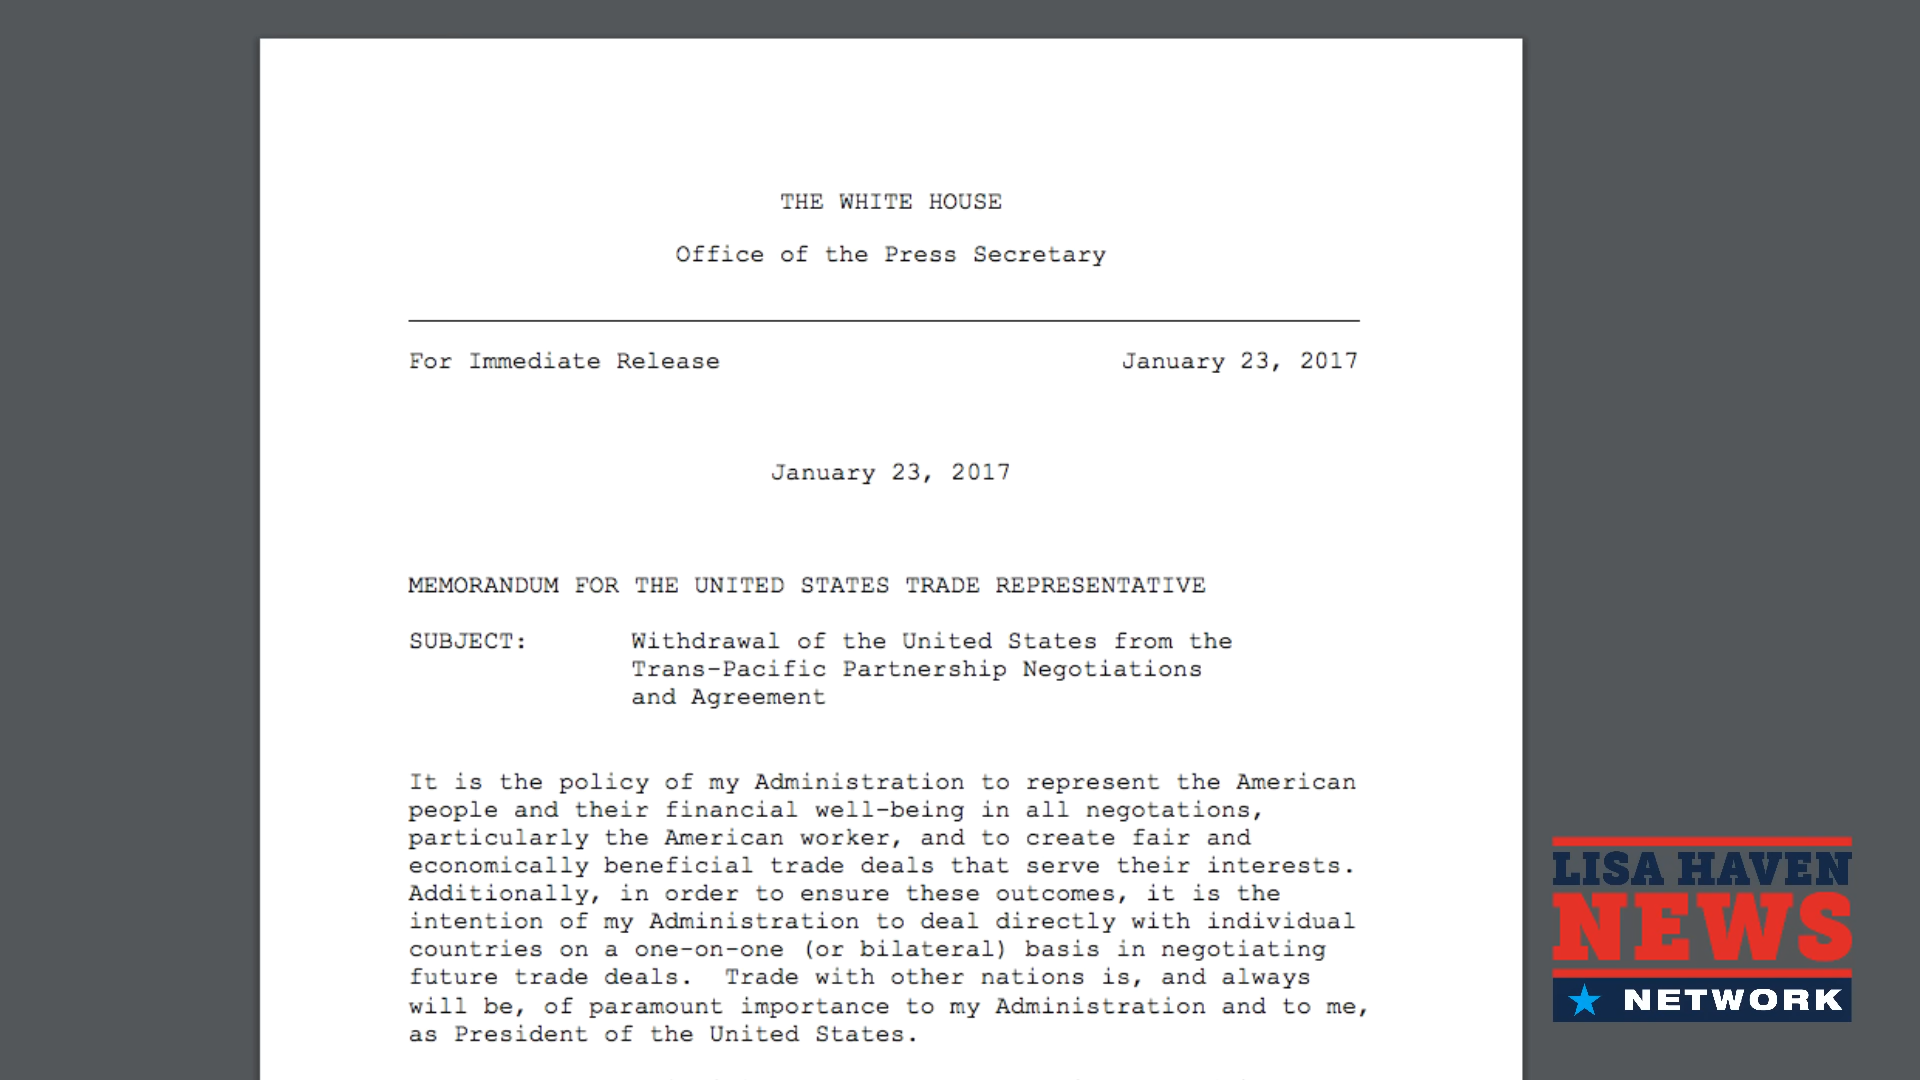 THE WHITE HOUSE
Office of the Press Secretary
For Immediate Release January 23, 2017
January 23, 2017
MEMORANDUM FOR THE UNITED STATES TRADE REPRESENTATIVE
SUBJECT: Withdrawal of the United States from the
Trans-Pacific Partnership Negotiations
and Agreement
It is the policy of my Administration to represent the American
people and their financial well-being in all negotations,
particularly the American worker, and to create fair and
economically beneficial trade deals that serve their interests.
Additionally, in order to ensure these outcomes, it is the
intention of my Administration to deal directly with individual
countries on a one-on-one (or bilateral) basis in negotiating
future trade deals.  Trade with other nations is, and always
will be, of paramount importance to my Administration and to me,
as President of the United States.
LISA HAVEN
NEWS
NETWORK